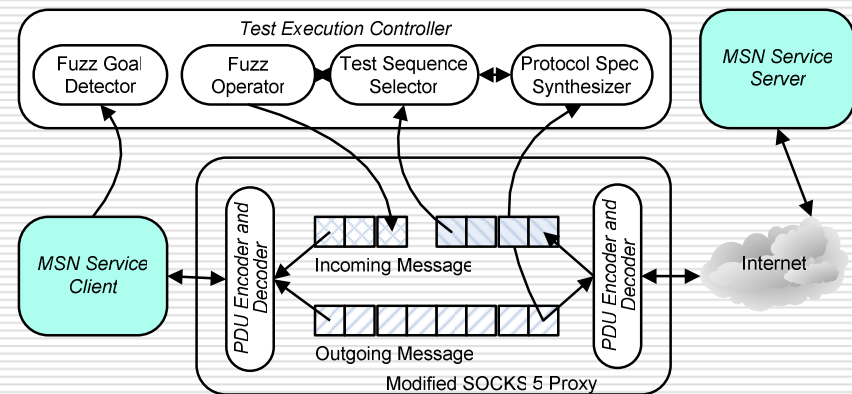 Test Execution Controller
Fuzz Goal
Detector
Fuzz
Operator
Test Sequence
Selector
Protocol Spec
Synthesizer
MSN Service
Server
MSN Service
Client
PDU Encoder and
Decoder
Incoming Message
Outgoing Message
PDU Encoder and
Decoder
Internet
Modified SOCKS 5 Proxy